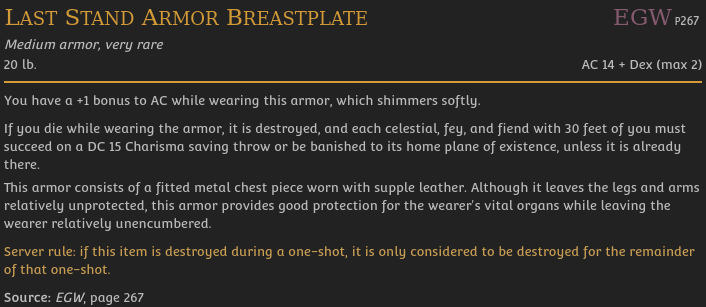 Last Stand Armor Breastplate EGW P267
Medium armor, very rare
20 lb. AC 14 + Dex (max 2)
You have a +1 bonus to AC while wearing this armor, which shimmers softly.
If you die while wearing the armor, it is destroyed, and each celestial, fey, and fiend with 30 feet of you must
succeed on a DC 15 Charisma saving throw or be banished to its home plane of existence, unless it is already
there.
This armor consists of a fitted metal chest piece worn with supple leather. Although it leaves the legs and arms
relatively unprotected, this armor provides good protection for the wearer's vital organs while leaving the
wearer relatively unencumbered.
Server rule: if this item is destroyed during a one-shot, it is only considered to be destroyed for the remainder
of that one-shot.
Source: EGW, page 267